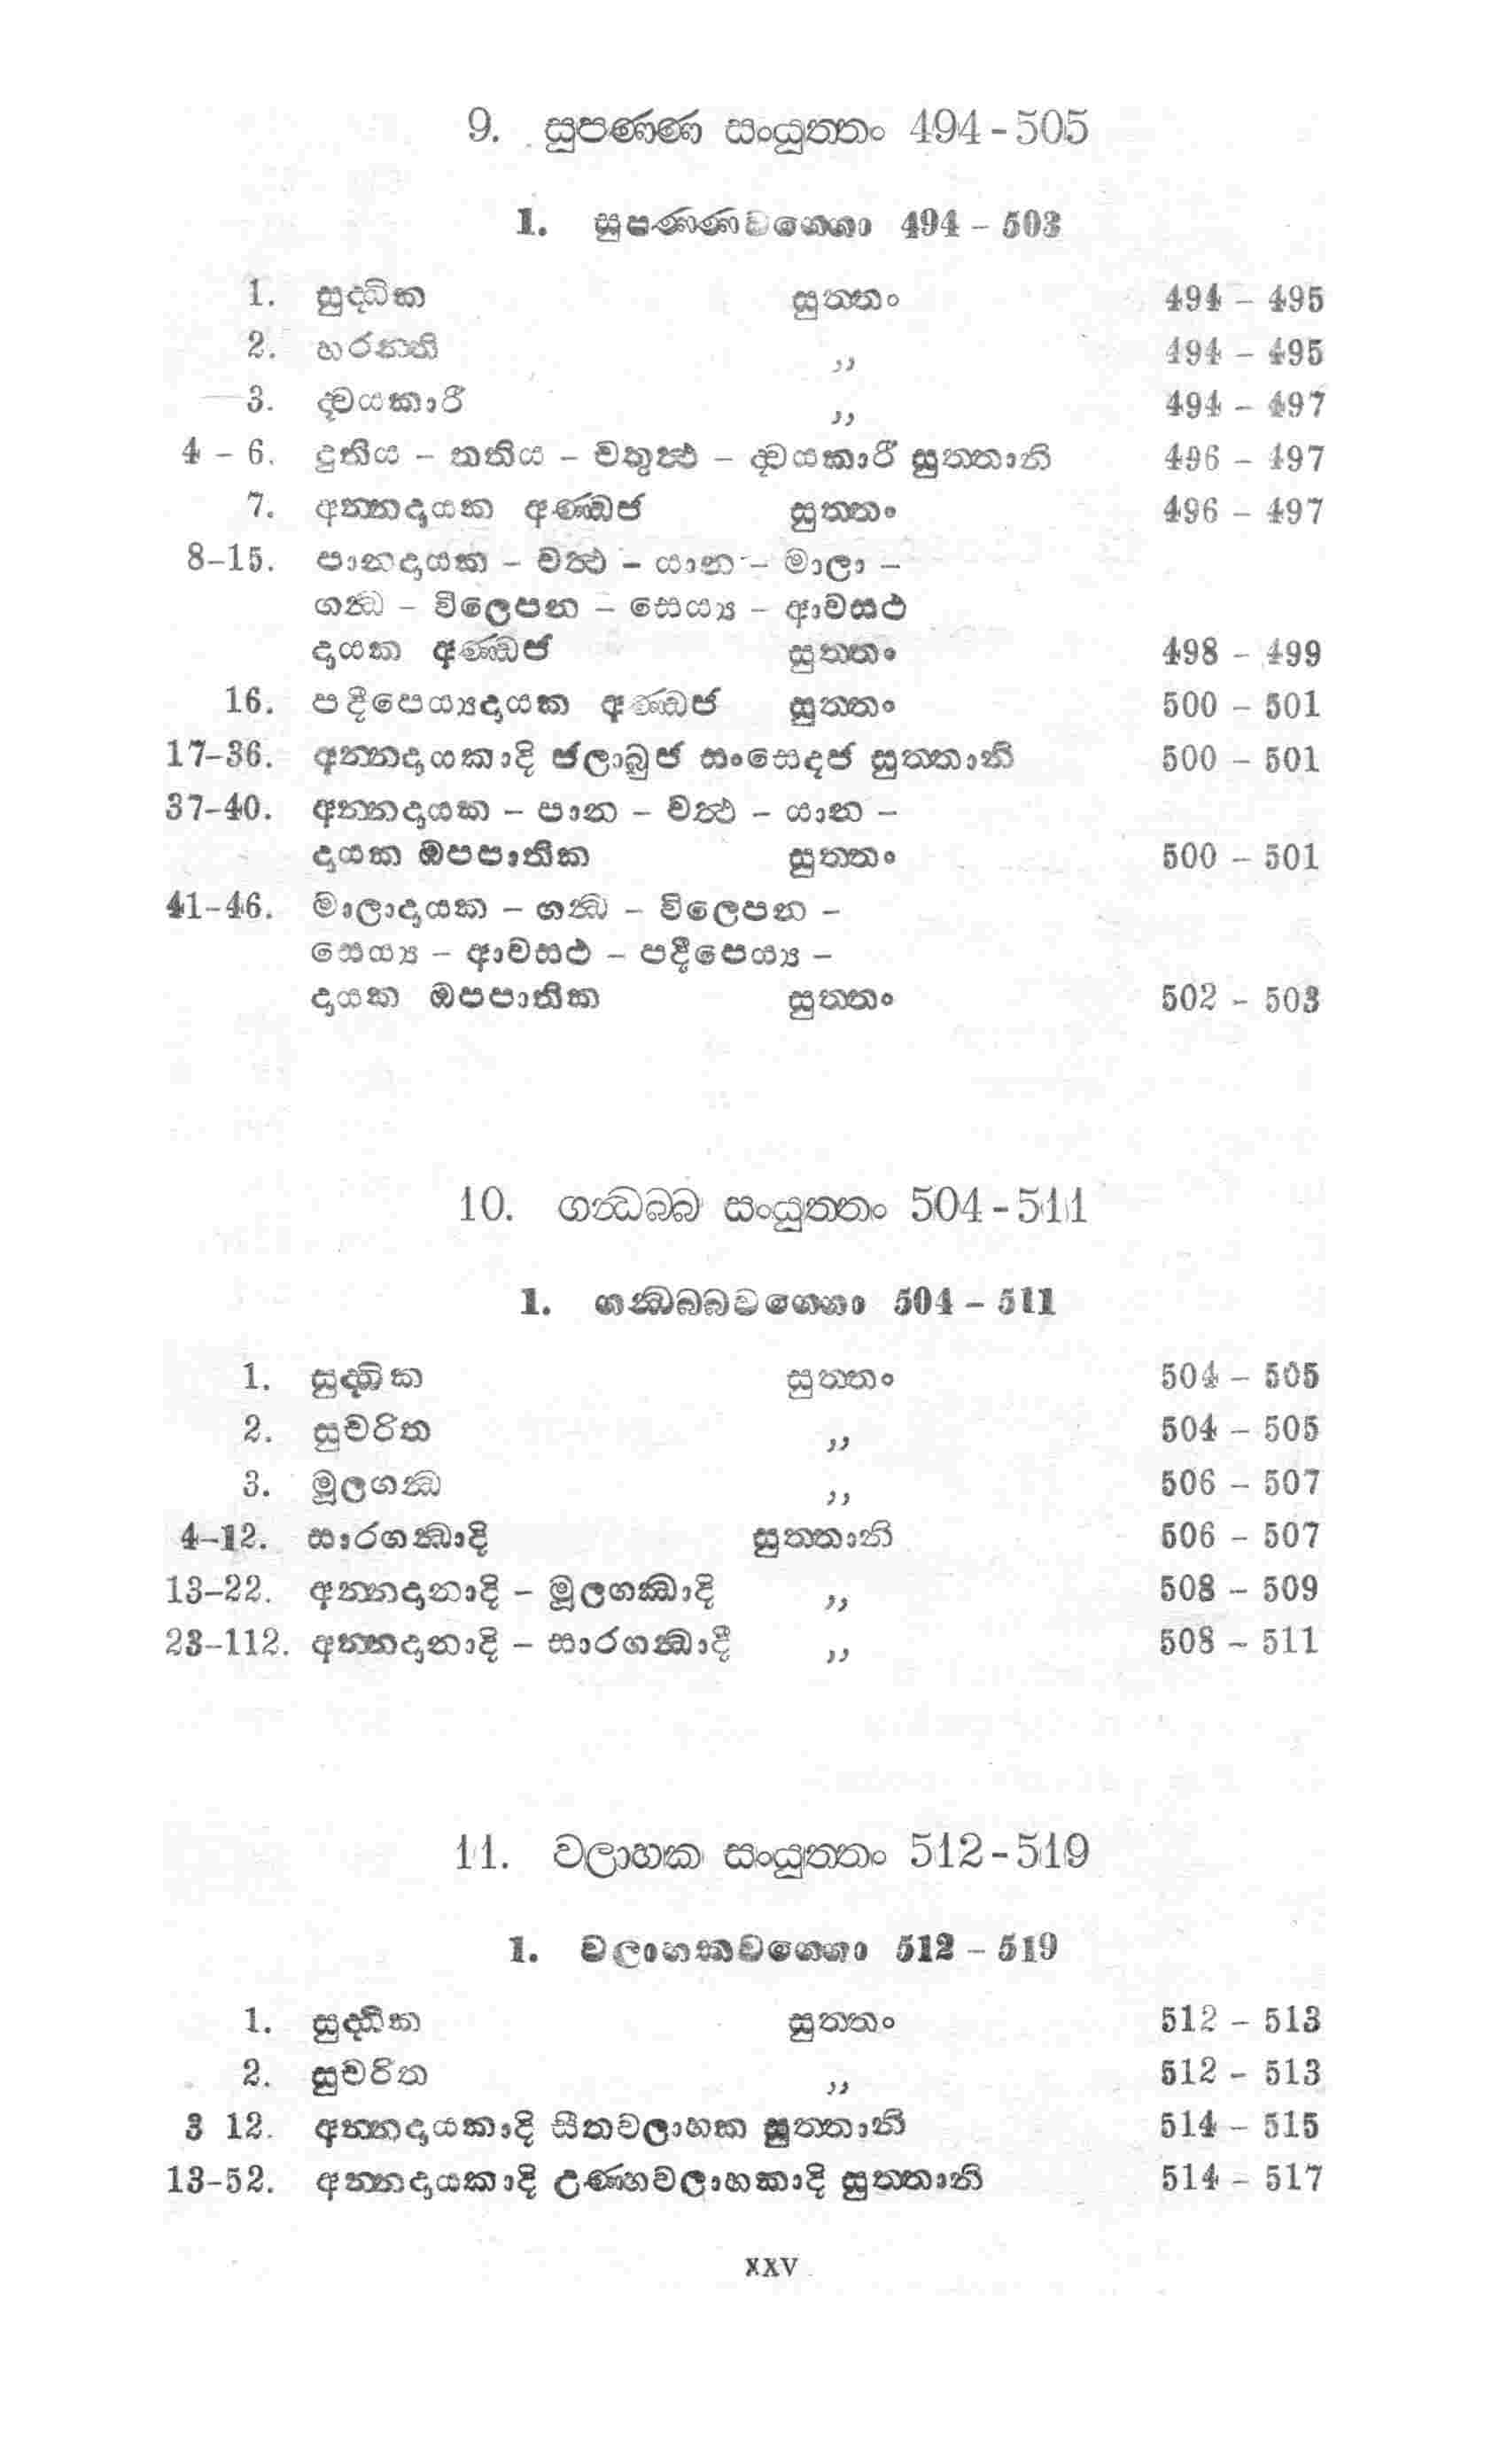 9. සුපණ්ණ සංයුත්තං 494-505
1. සුපණ්ණවග්ගො 494 – 503
1. සුද්ධික සුත්තං 494 – 495
2. හරන්ති ,, 494 – 495
3. ද්වයකාරී ,, 494 – 497
4 – 6. දුතිය – තතිය – චතුත්ථ – ද්වයකාරී සුත්තානි 496 – 497
7. අන්නදායක අණ්ඩජ සුත්තං 496 – 497
8–15. පානදායක – වත්ථ – යාන – මාලා –
ගන්ධ – විලෙපන – සෙය්‍ය – ආවසථ
දායක අණ්ඩජ සුත්තං 498 – 499
16. පදීපෙය්‍යදායක අණ්ඩජ සුත්තං 500 – 501
17–36. අන්නදායකාදි ජලාබුජ සංසෙදජ සුත්තානි 500 – 501
37–40. අන්නදායක – පාන – වත්ථ – යාන –
දායක ඔපපාතික සුත්තං 500 – 501
41–46. මාලාදායක – ගන්ධ – විලෙපන –
සෙය්‍ය – ආවසථ – පදීපෙය්‍ය –
දායක ඔපපාතික සුත්තං 502 – 503
10. ගන්ධබ්බ සංයුත්තං 504-511
1. ගන්ධබ්බවග්ගො 504 – 511
1. සුද්ධික සුත්තං 504 – 505
2. සුචරිත ,, 504 – 505
3. මූලගන්ධ ,, 506 – 507
4–12. සාරගන්ධාදි සුත්තානි 506 – 507
13–22. අන්නදානාදි – මූලගන්ධාදි ,, 508 – 509
23–112. අන්නදානාදි – සාරගන්ධාදී ,, 508 – 511
11. වලාහක සංයුත්තං 512-519
1. වලාහකවග්ගො 512 – 519
1. සුද්ධික සුත්තං 512 – 513
2. සුචරිත ,, 512 – 513
3 12. අන්නදායකාදි සීතවලාහක සුත්තානි 514 – 515
13–52. අන්නදායකාදි උණ්හවලාහකාදි සුත්තානි 514 – 517
xxv